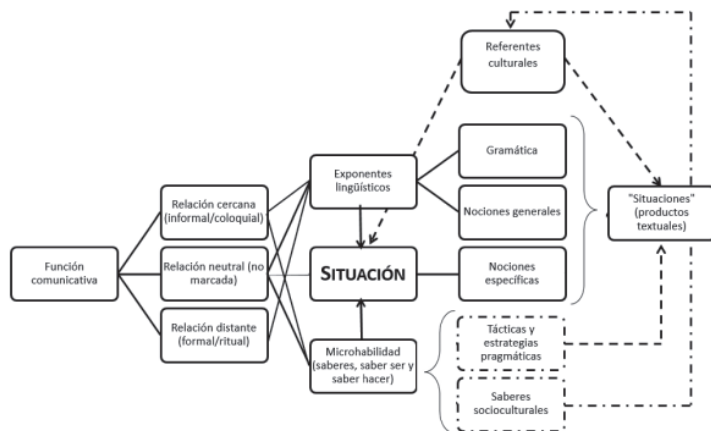 Referentes
culturales
Gramática
Exponentes
lingüísticos
Relación cercana
(informal/coloquial)
Nociones generales
"Situaciones"
(productos
textuales)
Función
comunicativa
Relación neutral (no
marcada)
SITUACIÓN
Nociones
específicas
Relación distante
(formal/ritual)
Microhabilidad
(saberes, saber ser y
saber hacer)
Tácticas y
estrategias
pragmáticas
Saberes
socioculturales